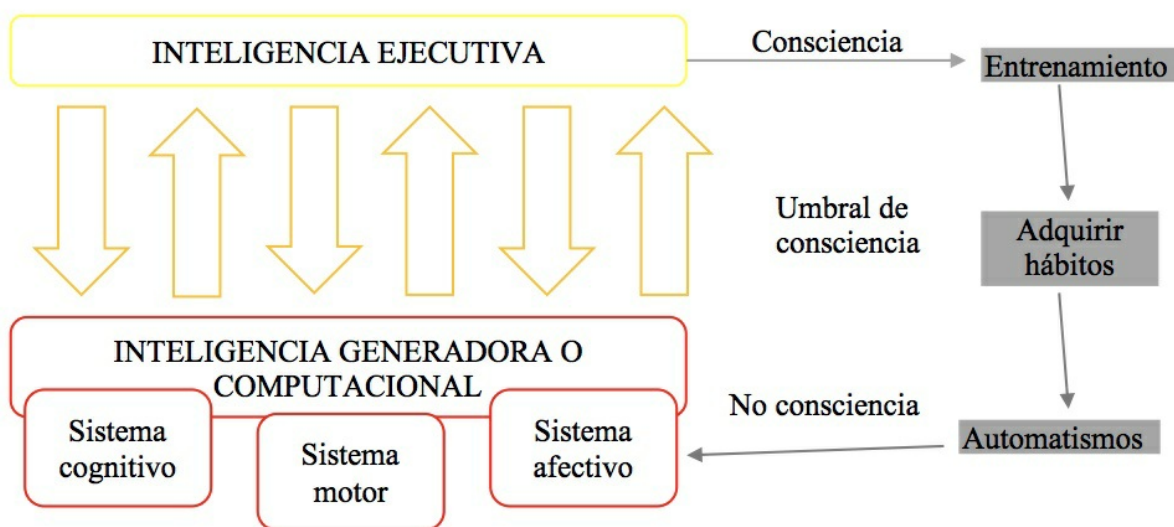 INTELIGENCIA EJECUTIVA
Consciencia
Entrenamiento
Umbral de
consciencia
Adquirir
hábitos
INTELIGENCIA GENERADORA O
COMPUTACIONAL
Sistema
cognitivo
Sistema
motor
Sistema
afectivo
No consciencia
Automatismos